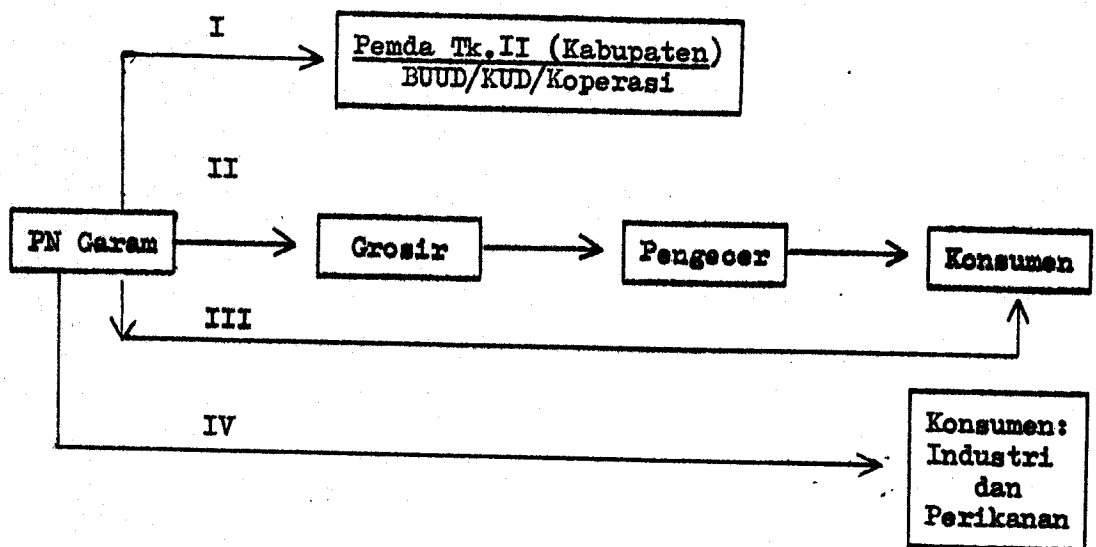 I
Pemda Tk.II (Kabupaten)
BUUD/KUD/Koperasi
II
PN Garam
Grosir
Pengecer
Konsumen
III
IV
Konsumen:
Industri
dan
Perikanan